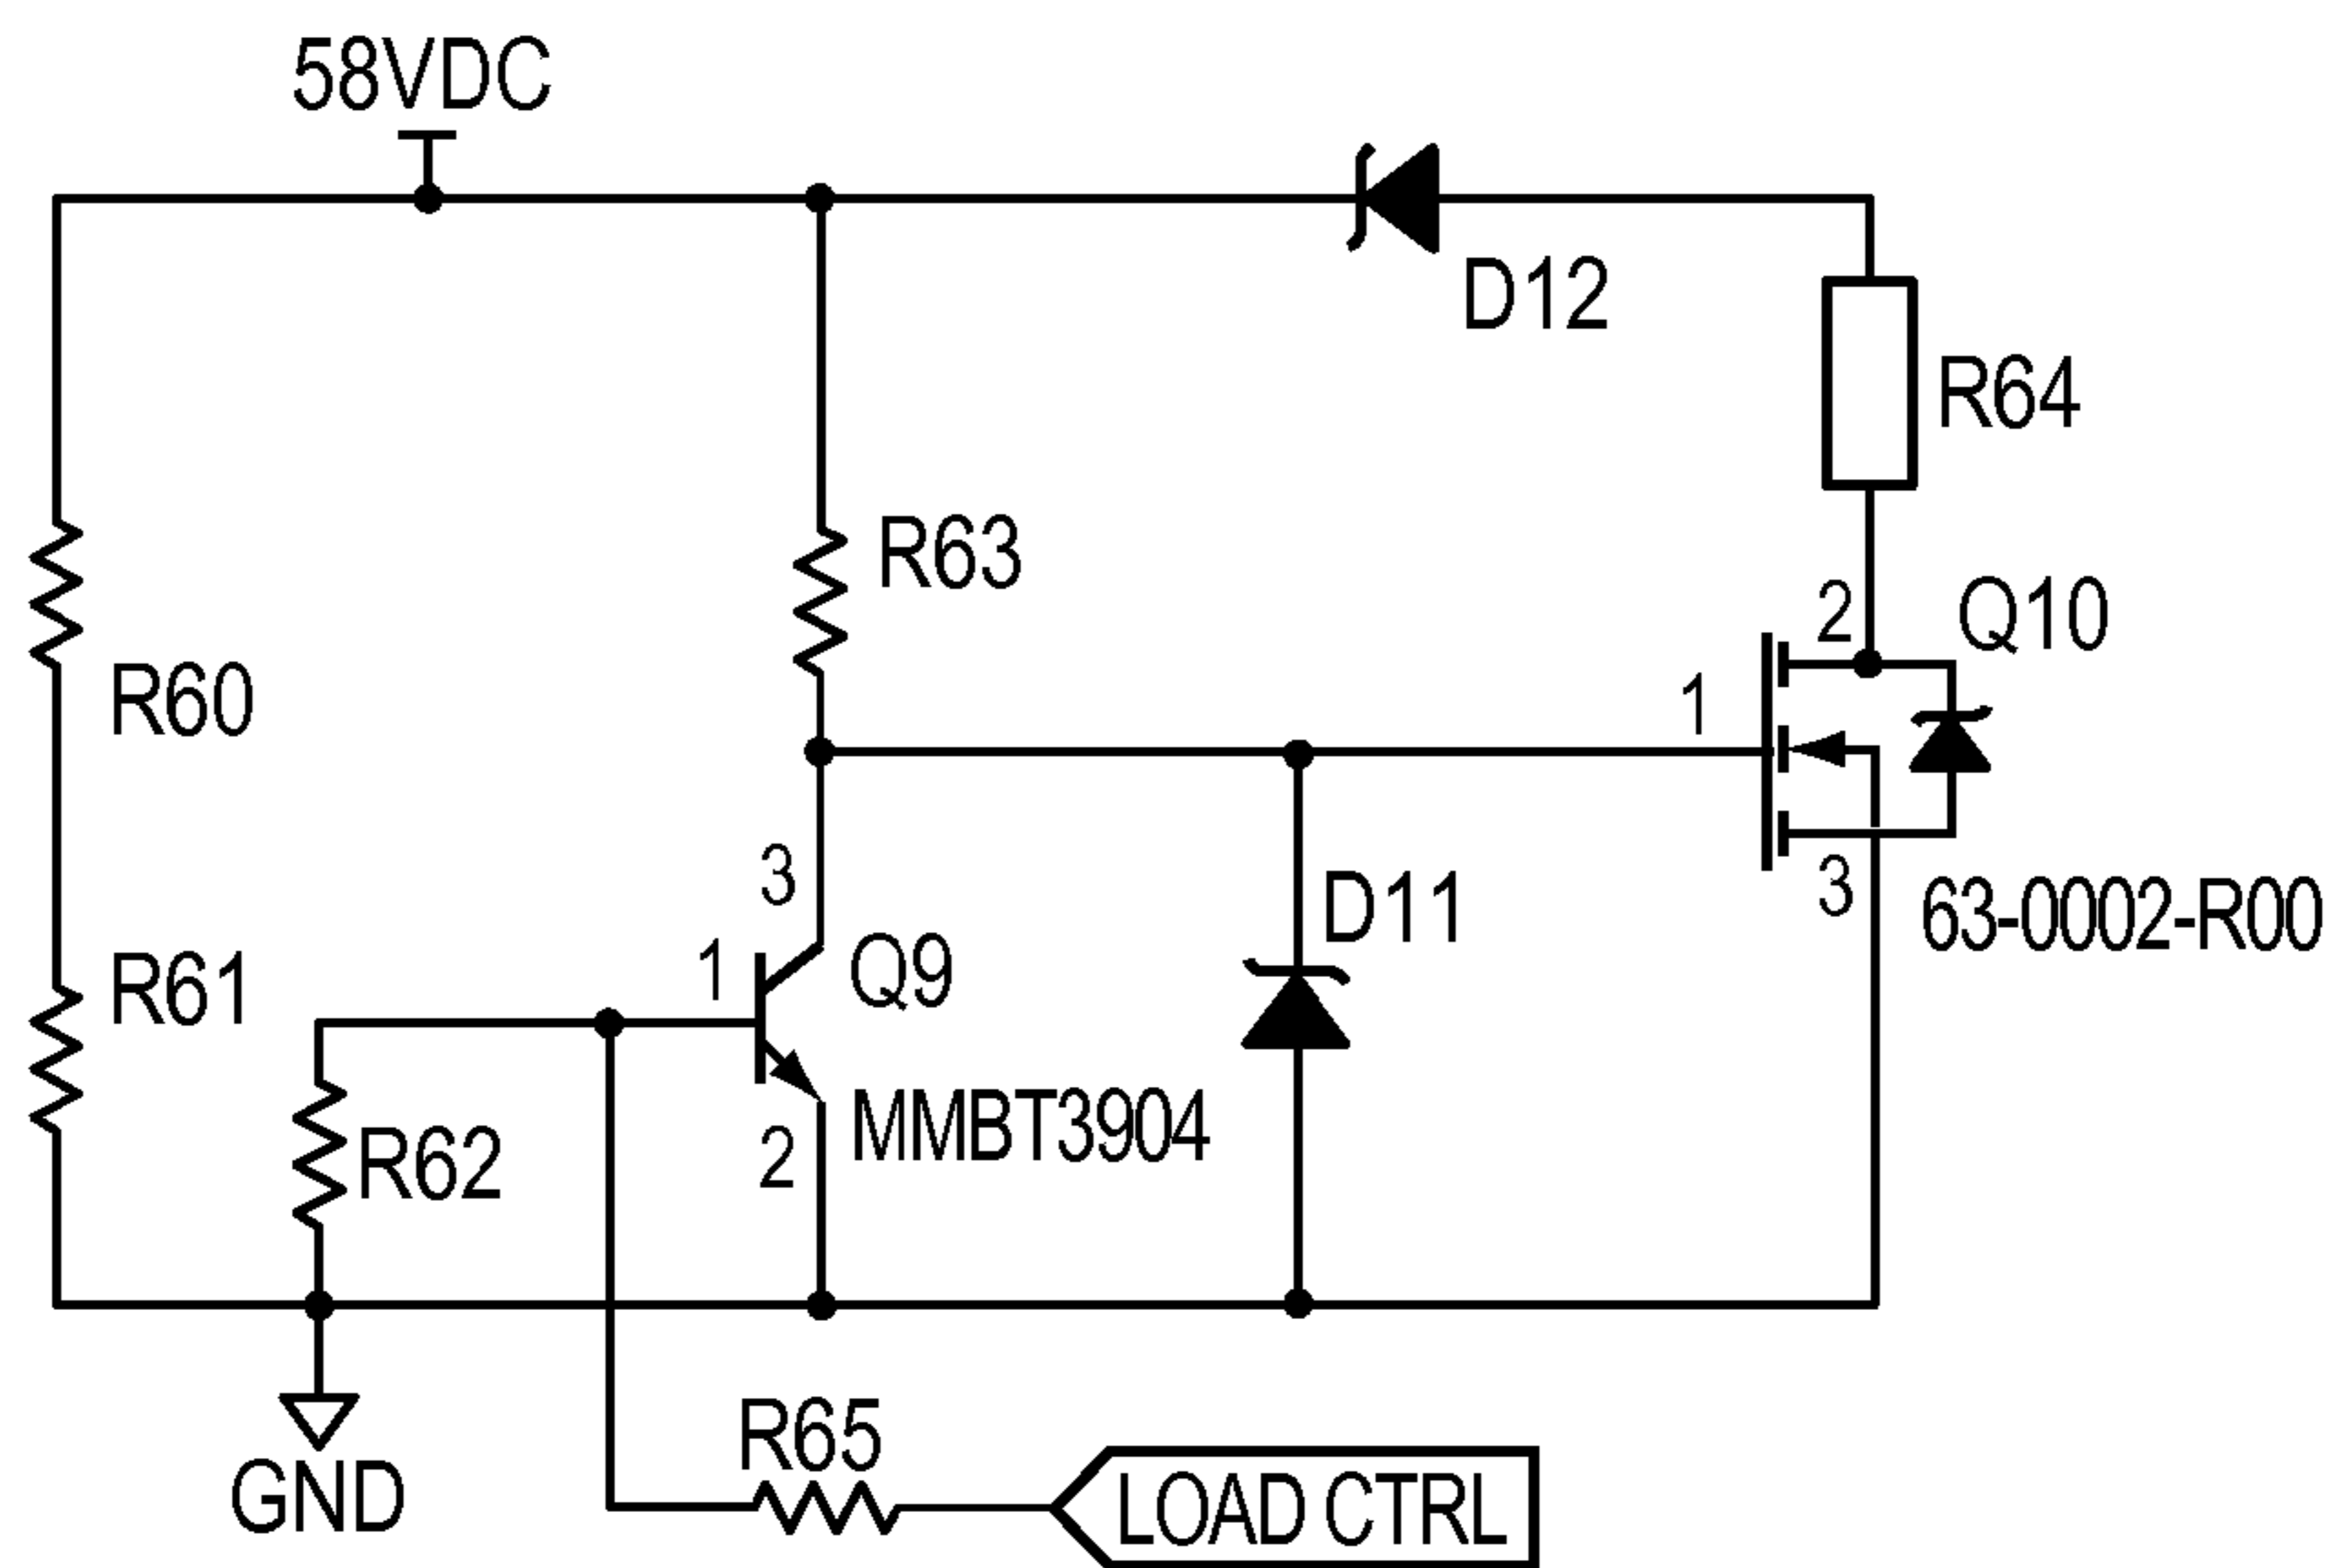 58VDC
D12
R64
R63
2
Q10
R60
1
3
D11
3
63-0002-R00
R61
1
Q9
R62
MMBT3904
2
R65
GND
LOAD CTRL